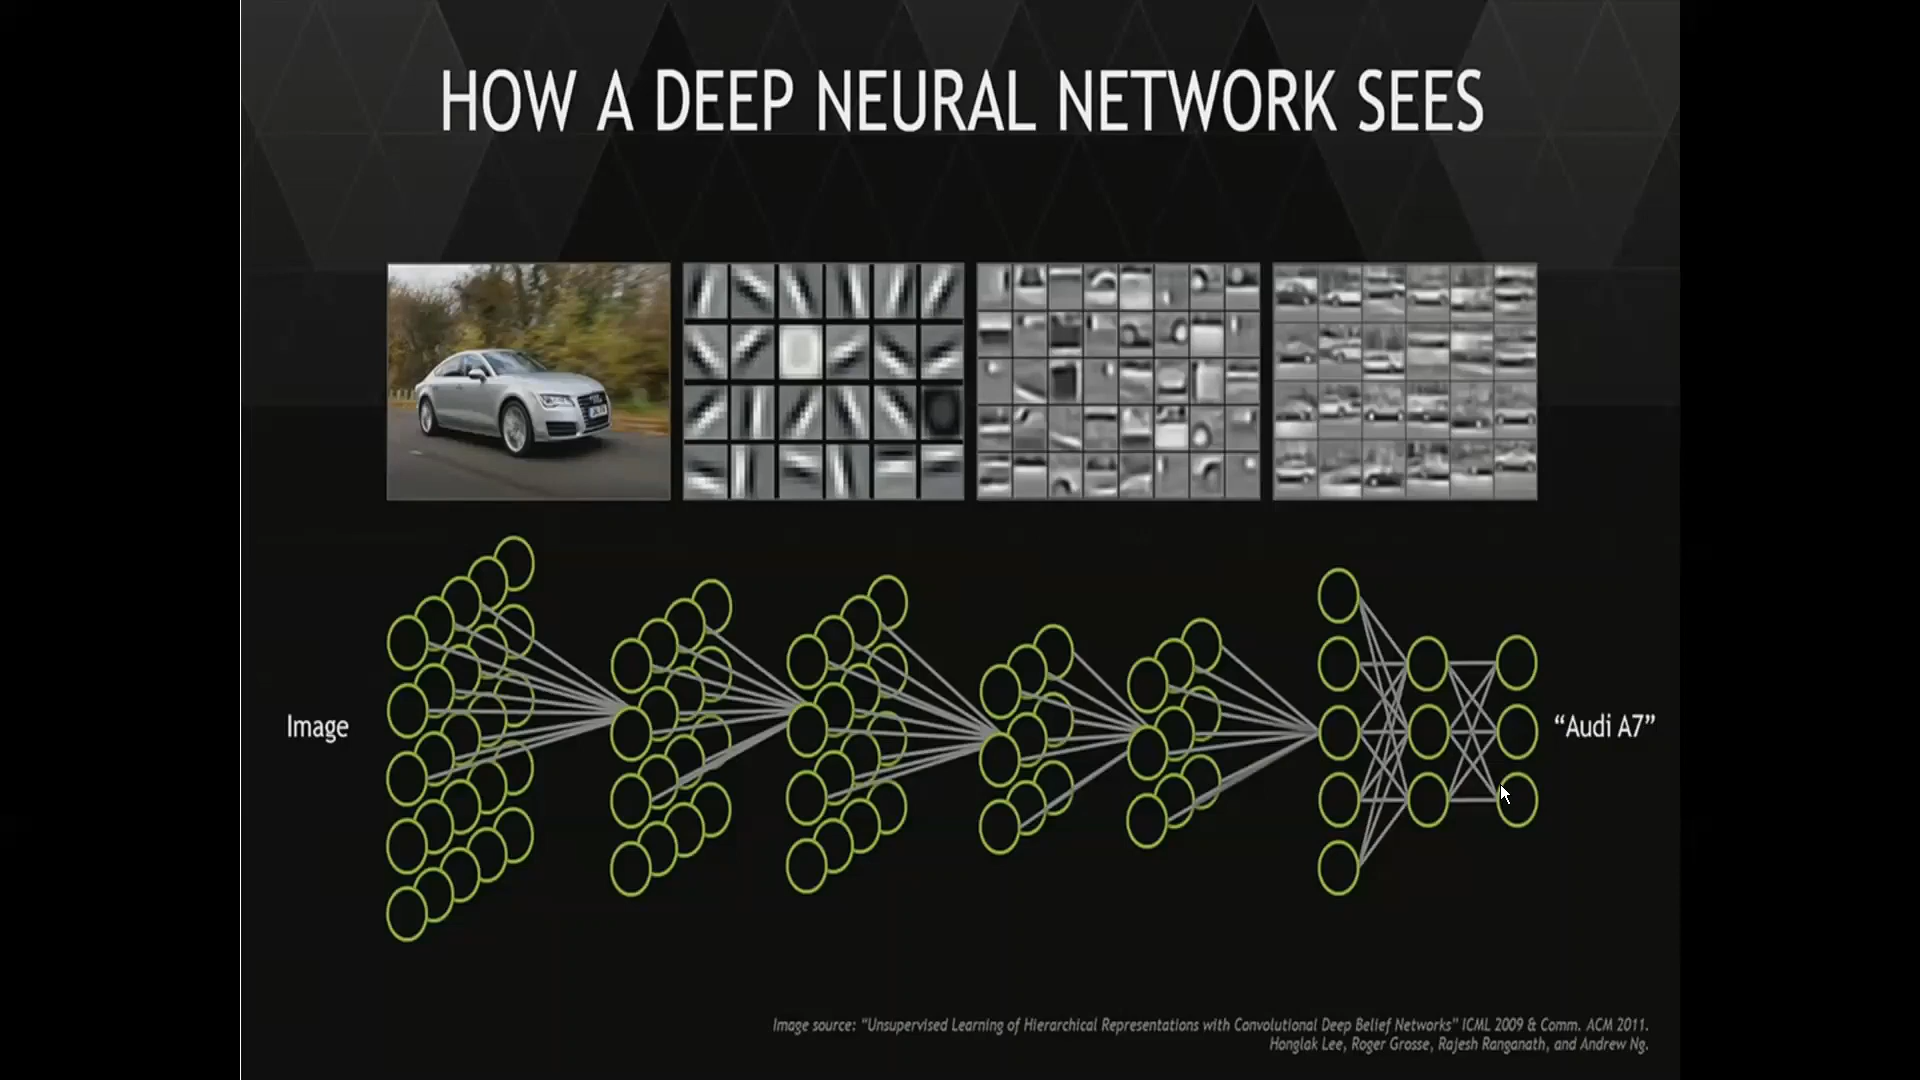 HOW A DEEP NEURAL NETWORK SEES
Image
“Audi A7”
Image source: “Unsupervised Learning of Hierarchical Representations with Convolutional Deep Belief Networks” ICML 2009 & Comm. ACM 2011.
Honglak Lee, Roger Grosse, Rajesh Ranganath, and Andrew Ng.